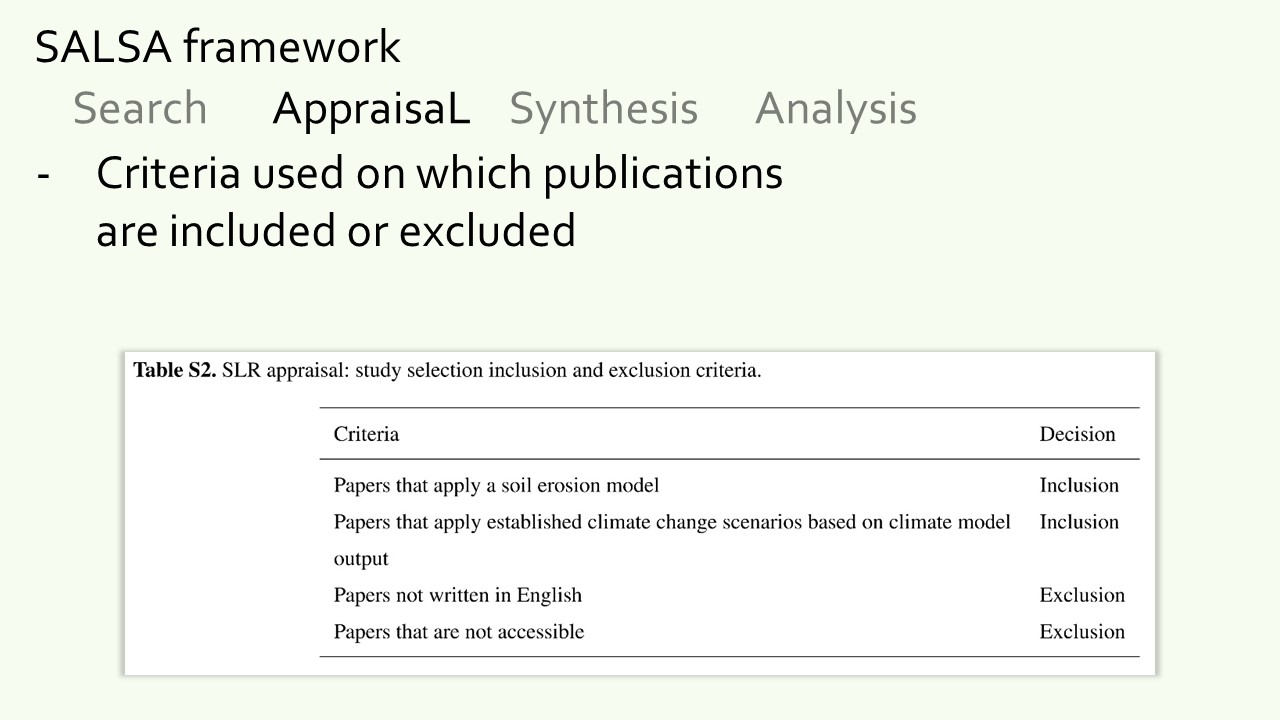 SALSA framework
Search AppraisaL Synthesis Analysis
- Criteria used on which publications
are included or excluded
Table S2. SLR appraisal: study selection inclusion and exclusion criteria.
Criteria Decision
Papers that apply a soil erosion model Inclusion
Papers that apply established climate change scenarios based on climate model Inclusion
output
Papers not written in English Exclusion
Papers that are not accessible Exclusion